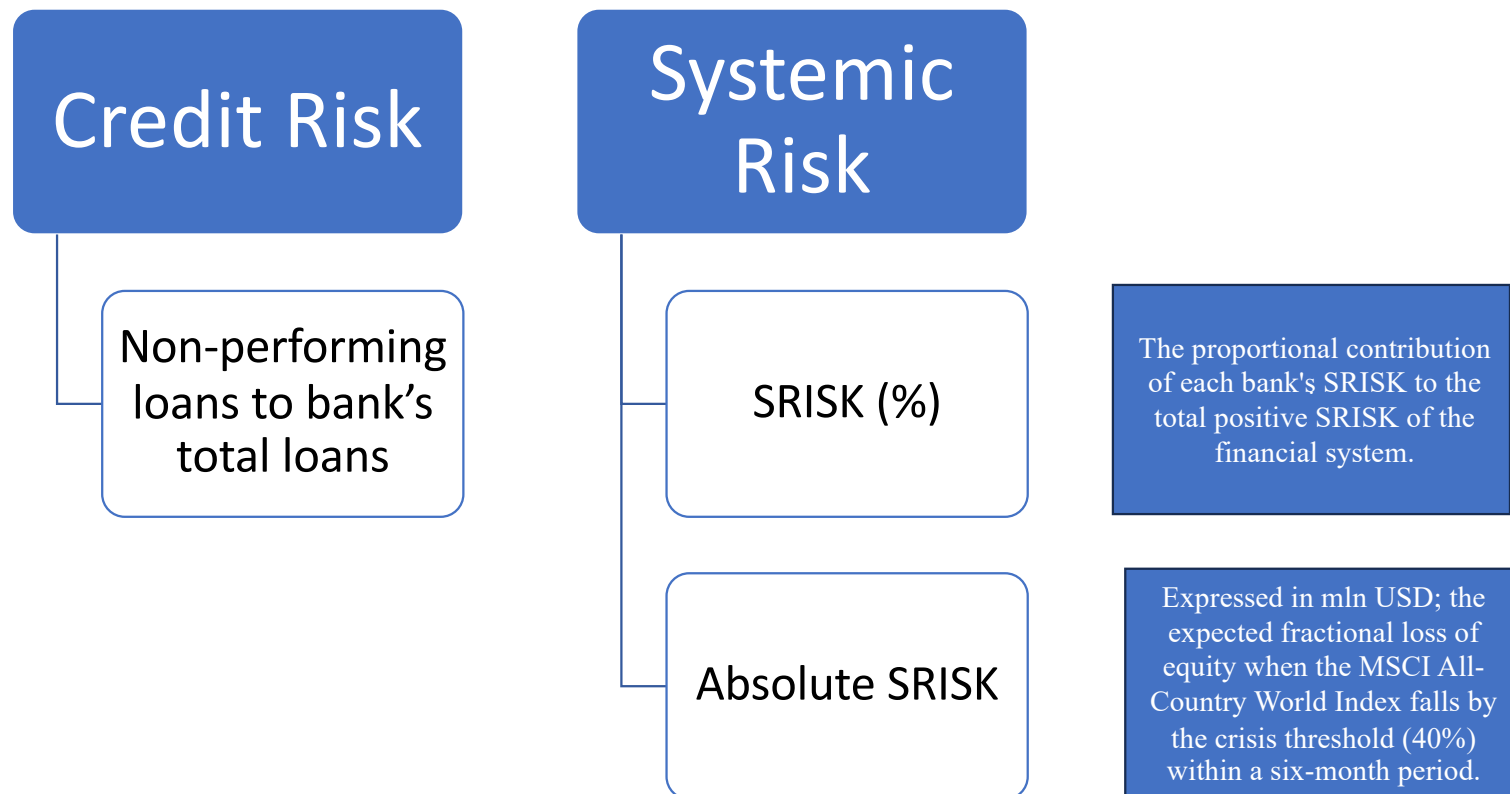 Credit Risk
Non-performing
loans to bank’s
total loans
Systemic
Risk
SRISK (%)
The proportional contribution
of each bank's SRISK to the
total positive SRISK of the
financial system.
Absolute SRISK
Expressed in mln USD; the
expected fractional loss of
equity when the MSCI All-
Country World Index falls by
the crisis threshold (40%)
within a six-month period.